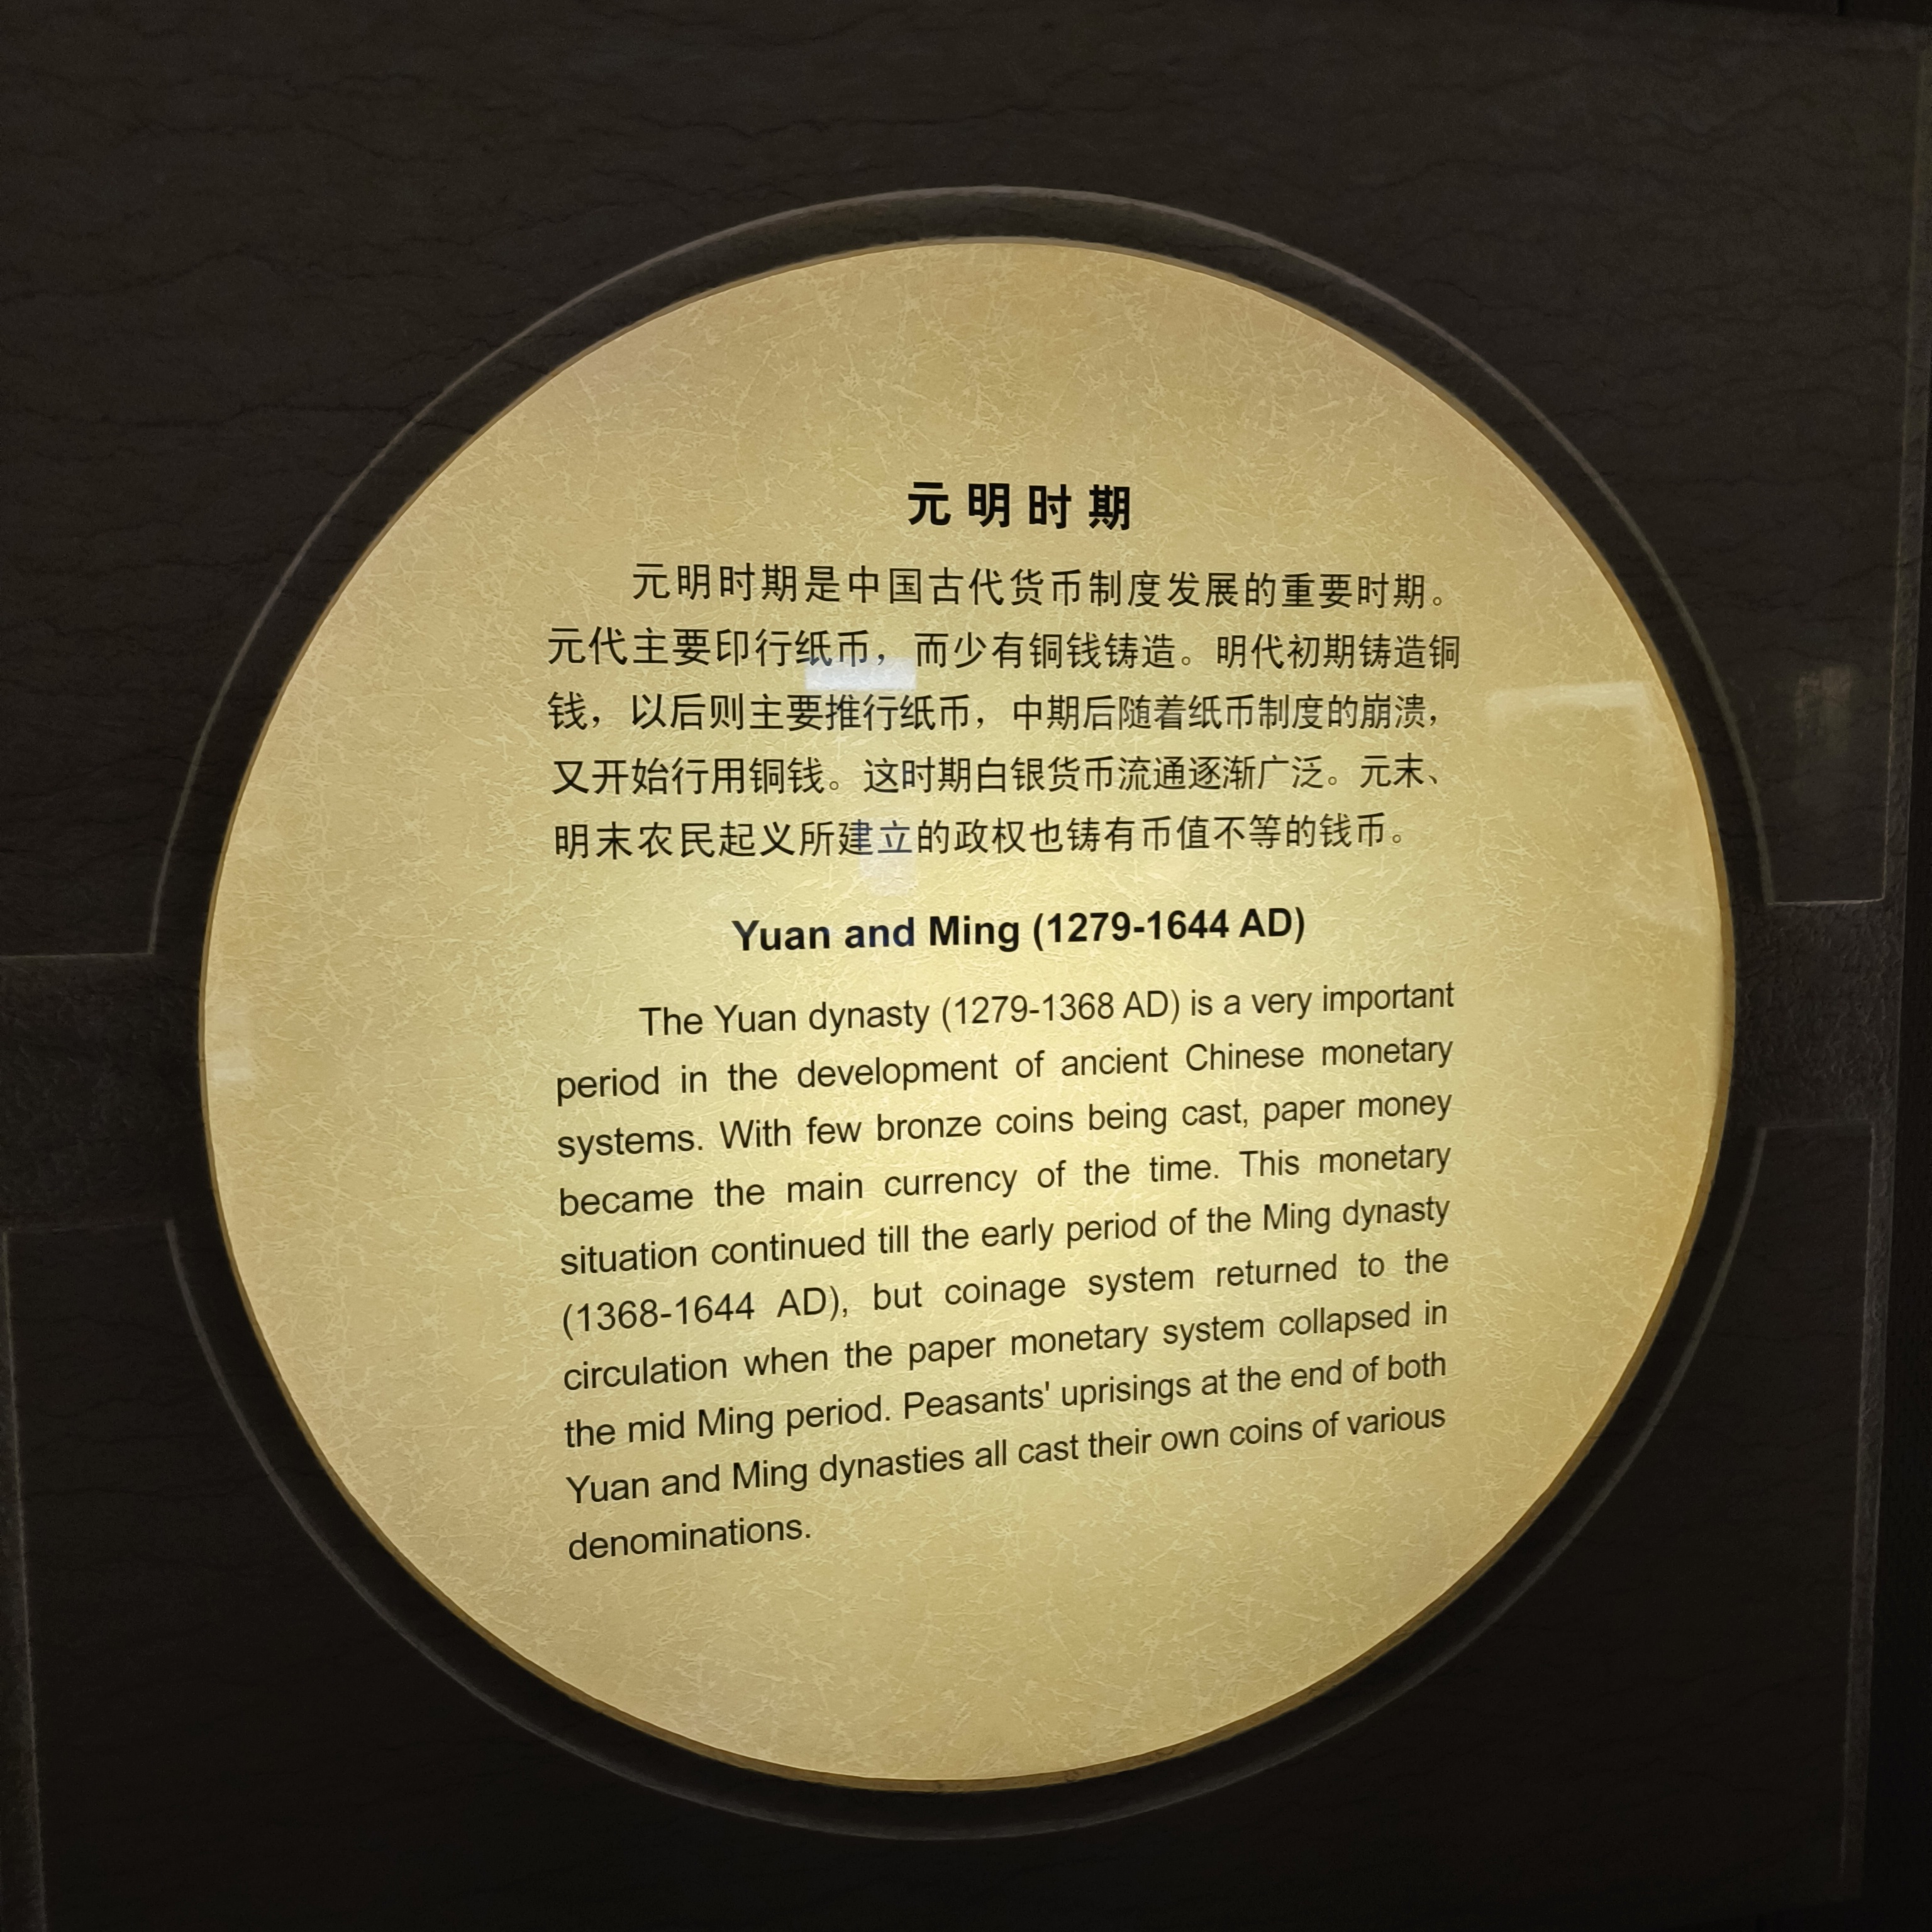 元明时期
元明时期是中国古代货币制度发展的重要时期。
元代主要印行纸币，而少有铜钱铸造。明代初期铸造铜
钱，以后则主要推行纸币，中期后随着纸币制度的崩溃，
又开始行用铜钱。这时期白银货币流通逐渐广泛。元末、
明末农民起义所建立的政权也铸有币值不等的钱币。
Yuan and Ming (1279-1644 AD)
The Yuan dynasty (1279-1368 AD) is a very important
period in the development of ancient Chinese monetary
systems. With few bronze coins being cast, paper money
became the main currency of the time. This monetary
situation continued till the early period of the Ming dynasty
(1368-1644 AD), but coinage system returned to the
circulation when the paper monetary system collapsed in
the mid Ming period. Peasants' uprisings at the end of both
Yuan and Ming dynasties all cast their own coins of various
denominations.